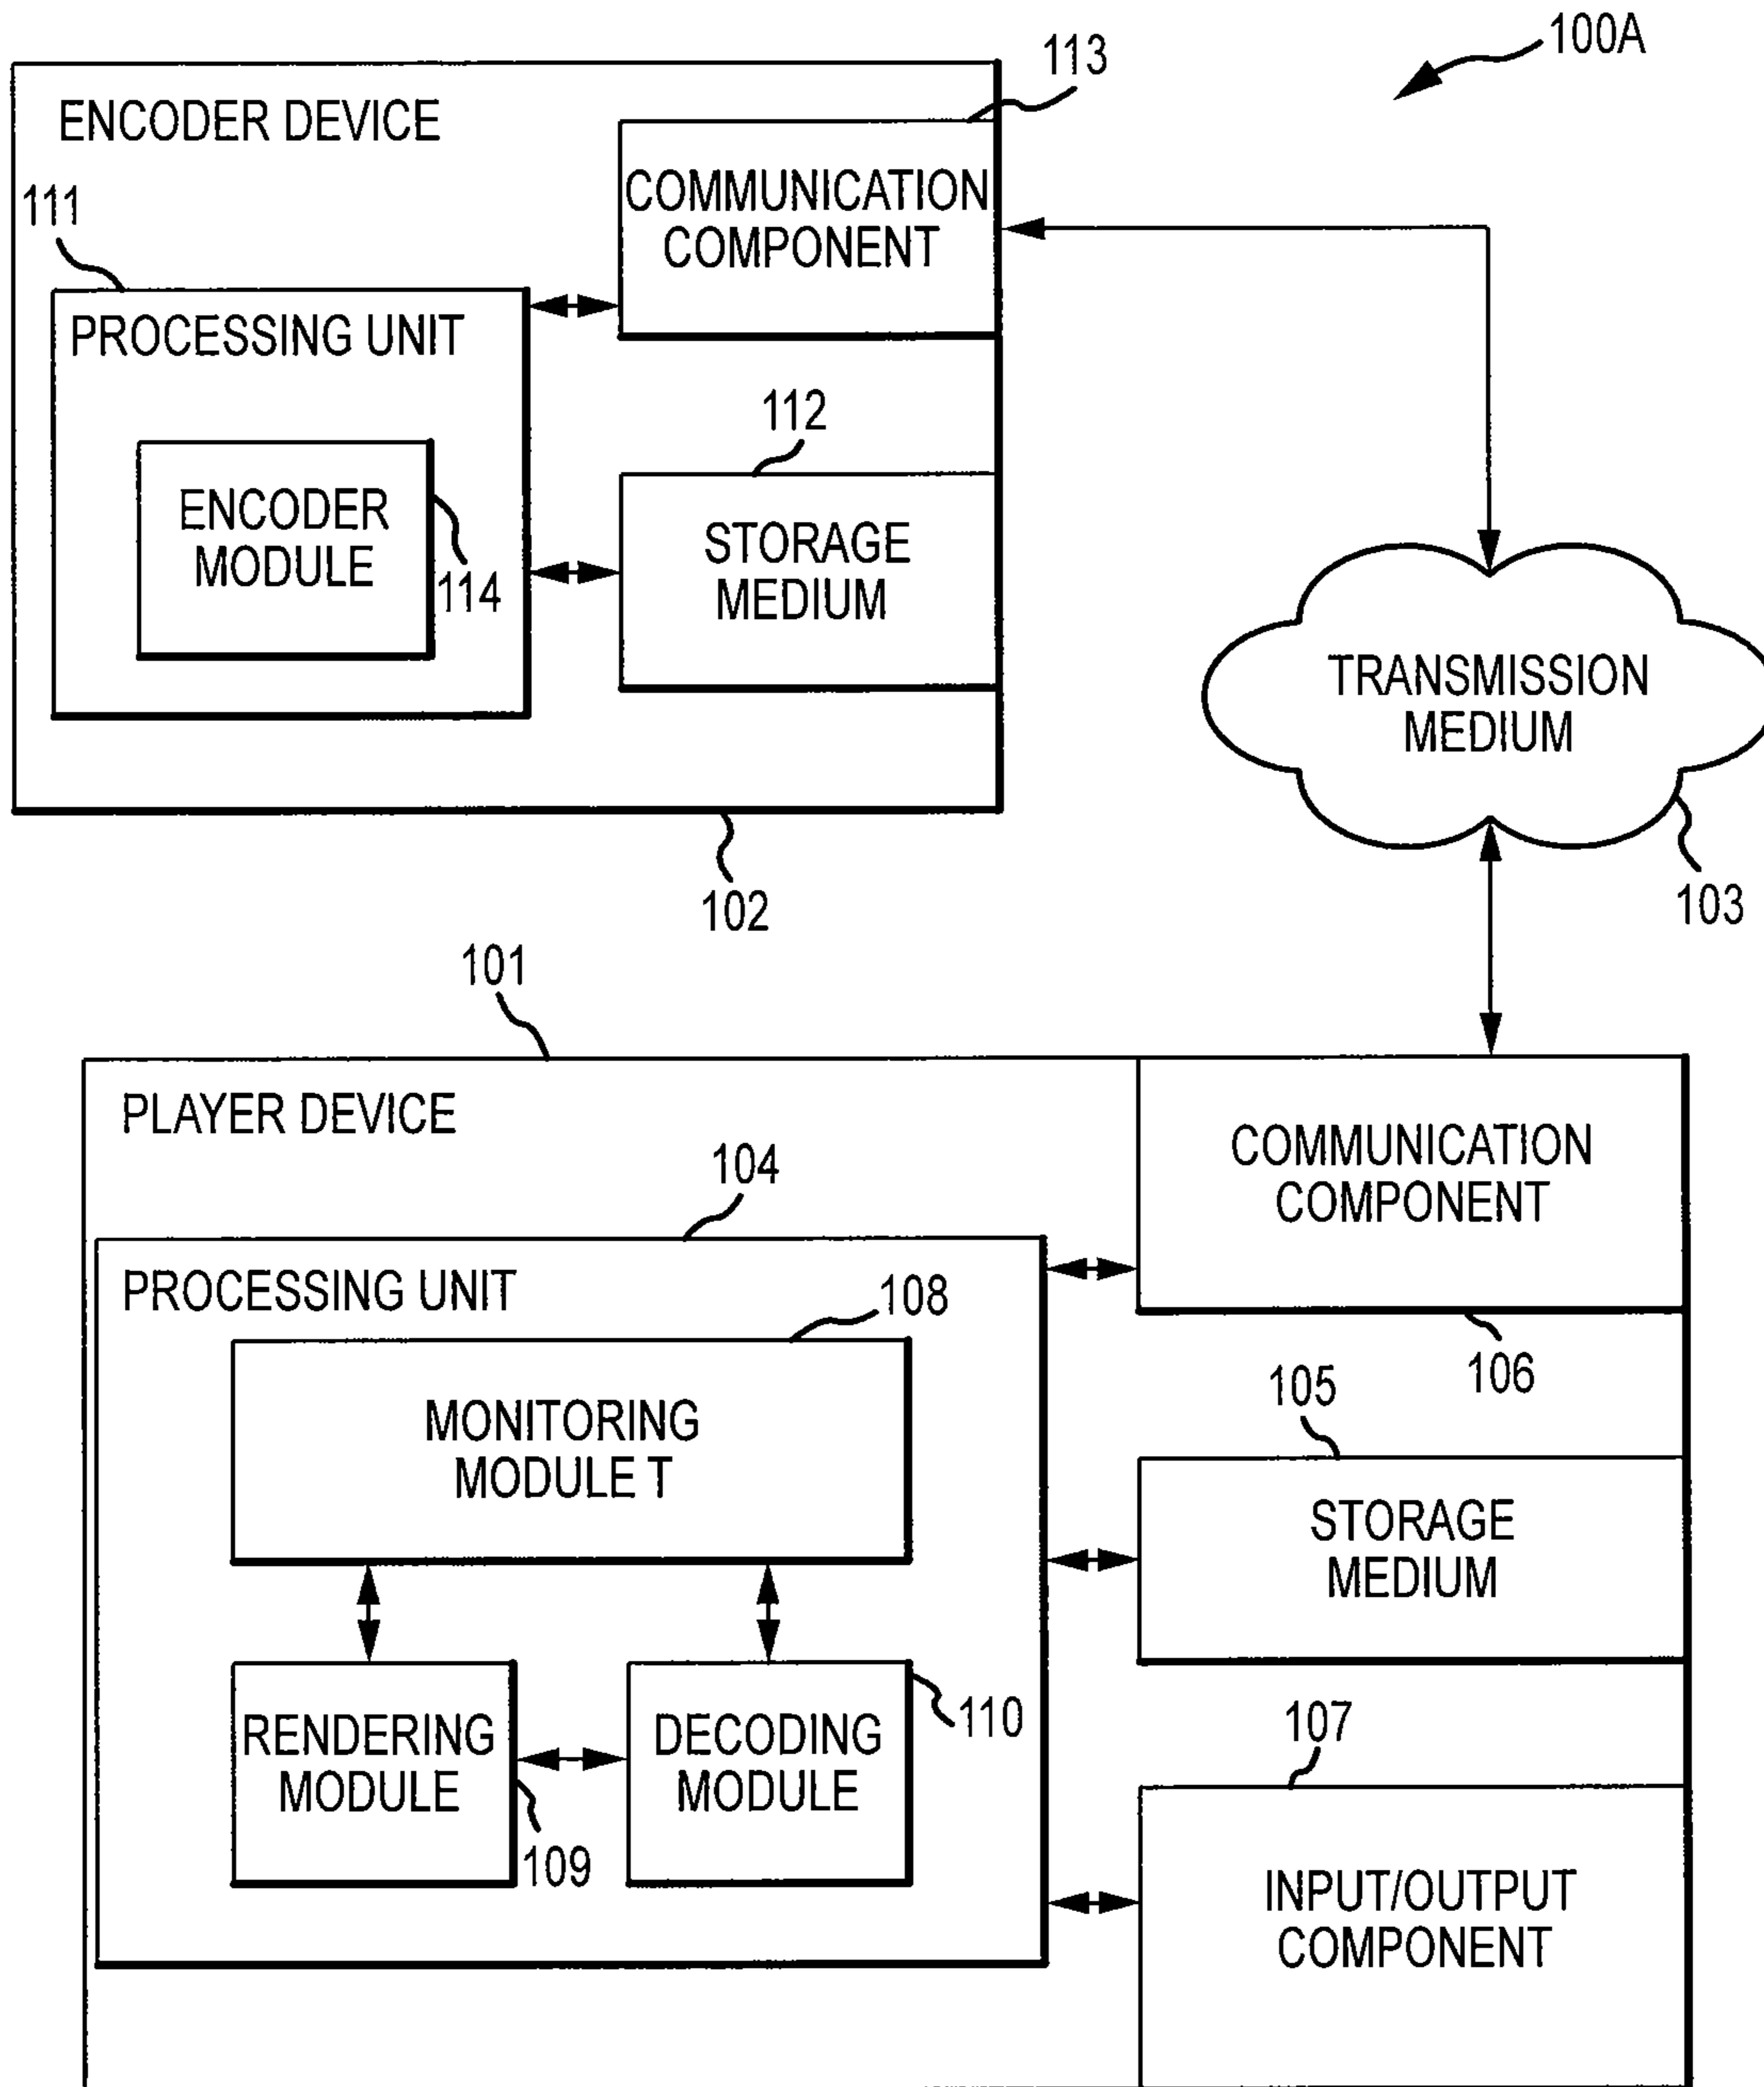 100A
113
ENCODER DEVICE
COMMUNICATION
COMPONENT
111
PROCESSING UNIT
112
ENCODER
MODULE
114
STORAGE
MEDIUM
TRANSMISSION
MEDIUM
103
102
101
PLAYER DEVICE
COMMUNICATION
COMPONENT
106
104
PROCESSING UNIT
108
MONITORING
MODULE T
105
STORAGE
MEDIUM
RENDERING
MODULE
109
DECODING
MODULE
110
107
INPUT/OUTPUT
COMPONENT